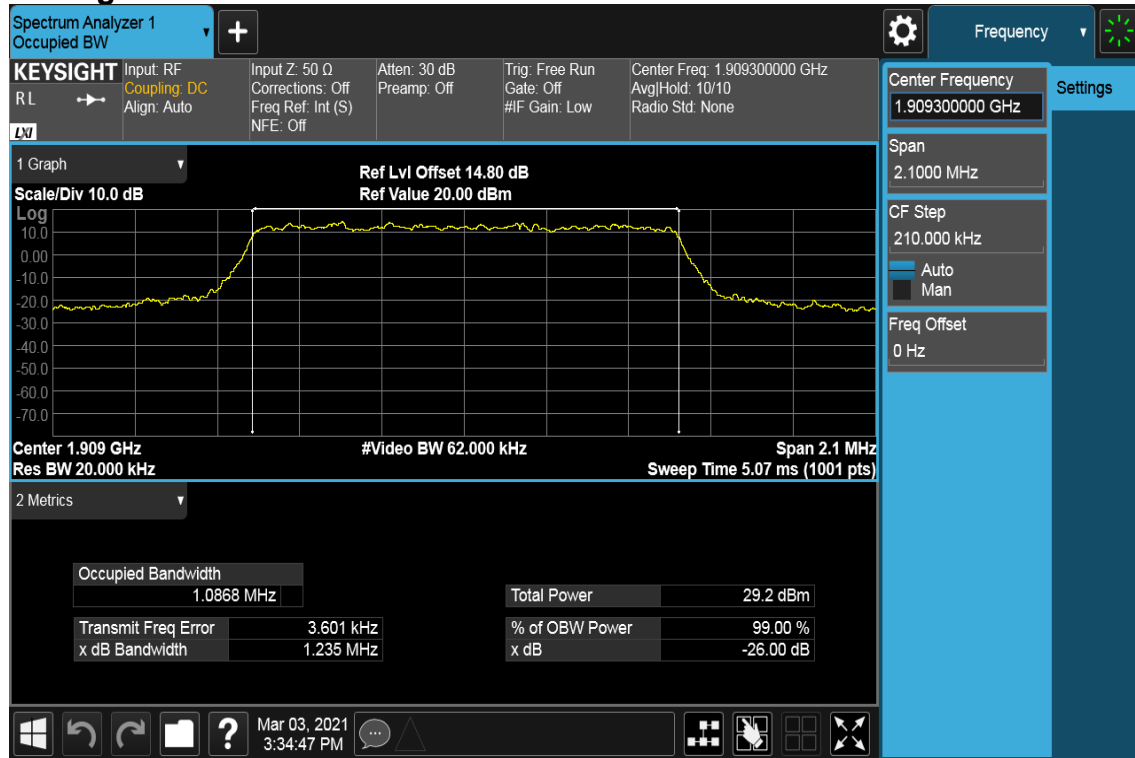 Spectrum Analyzer 1
Occupied BW
+
Frequency
KEYSIGHT
RL
LXI
Input: RF
Coupling: DC
Align: Auto
Input Z: 50 Ω
Corrections: Off
Freq Ref: Int (S)
NFE: Off
Atten: 30 dB
Preamp: Off
Trig: Free Run
Gate: Off
#IF Gain: Low
Center Freq: 1.909300000 GHz
Avg|Hold: 10/10
Radio Std: None
Center Frequency
1.909300000 GHz
Settings
Span
2.1000 MHz
CF Step
210.000 kHz
Auto
Man
Freq Offset
0 Hz
1 Graph
Scale/Div 10.0 dB
Ref Lvl Offset 14.80 dB
Ref Value 20.00 dBm
Log
10.0
0.00
-10.0
-20.0
-30.0
-40.0
-50.0
-60.0
-70.0
Center 1.909 GHz #Video BW 62.000 kHz Span 2.1 MHz
Res BW 20.000 kHz Sweep Time 5.07 ms (1001 pts)
2 Metrics
Occupied Bandwidth
1.0868 MHz
Total Power 29.2 dBm
Transmit Freq Error 3.601 kHz
% of OBW Power 99.00 %
x dB Bandwidth 1.235 MHz
x dB -26.00 dB
?
Mar 03, 2021
3:34:47 PM